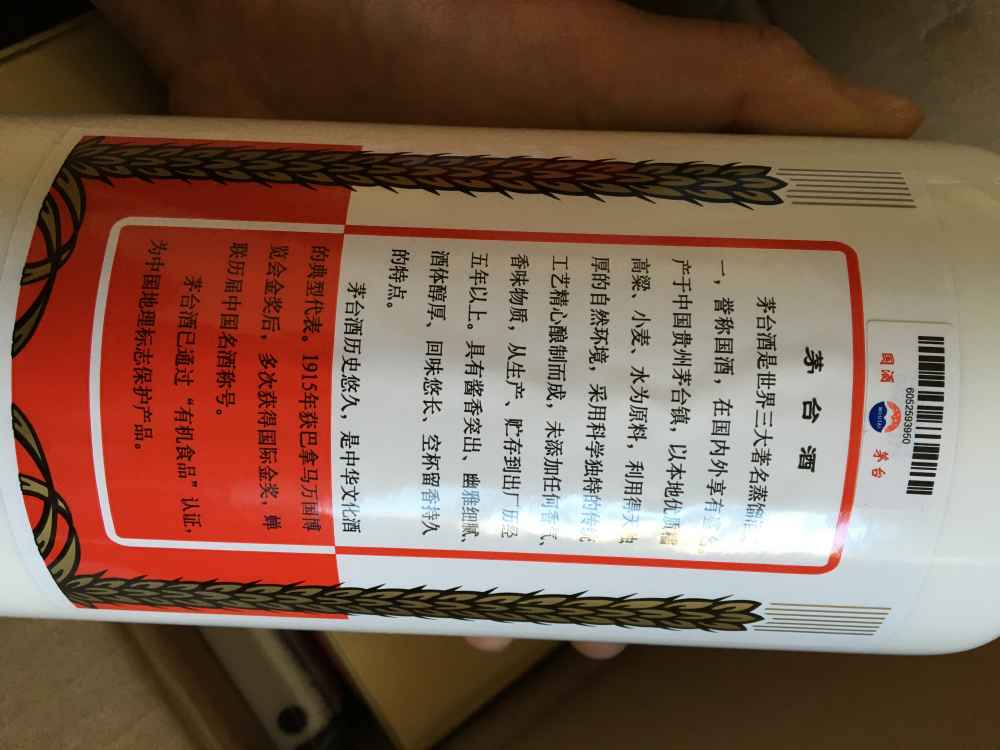 国酒 茅台
MOUTAI
6052593950
茅台酒
茅台酒是世界三大著名蒸馏
一，誉称国酒，在国内外享有
产于中国贵州茅台镇，以本地优质
高粱、小麦、水为原料，利用得天
厚的自然环境，采用科学独特的传统
工艺精心酿制而成，未添加任何香气、
香味物质，从生产、贮存到出厂历经
五年以上。具有酱香突出、幽雅细腻、
酒体醇厚、回味悠长、空杯留香持久
的特点。
茅台酒历史悠久，是中华文化酒
的典型代表。1915年获巴拿马万国博
览会金奖后，多次获得国际金奖，蝉
联历届中国名酒称号。
茅台酒已通过“有机食品”认证，
为中国地理标志保护产品。